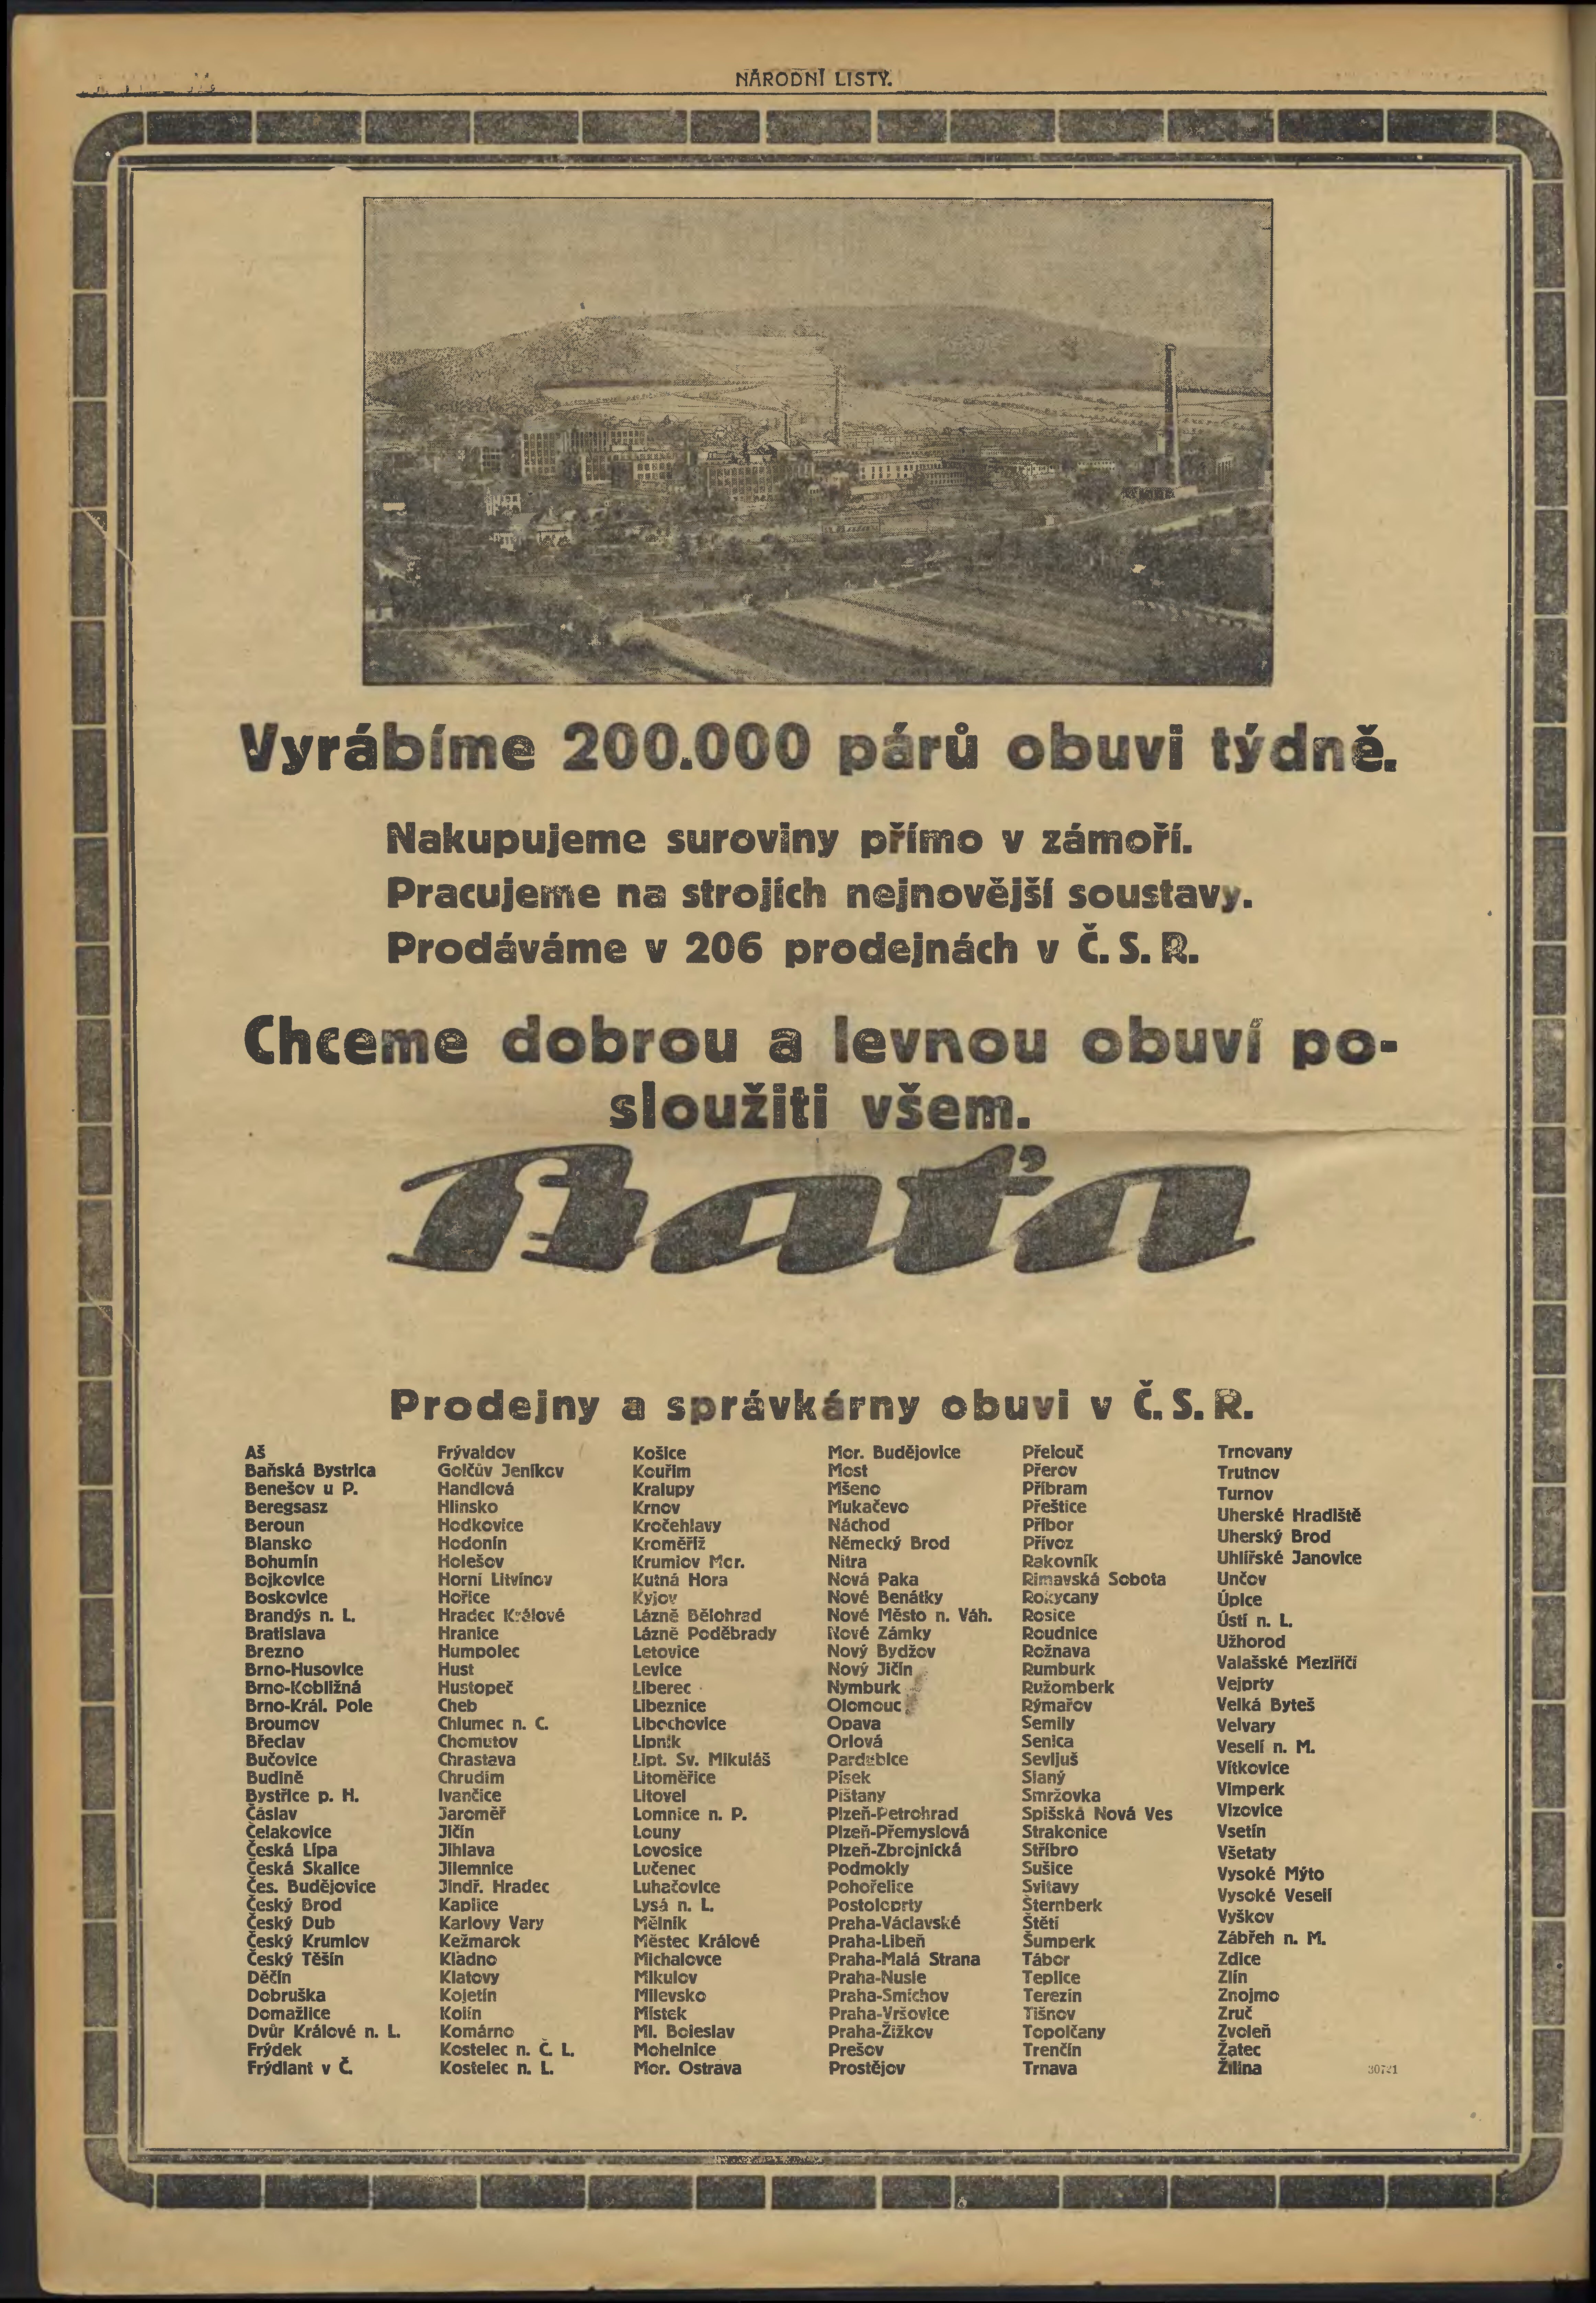 NÁRODNÍ LISTY.
Vyrábíme 200.000 párů obuvi týdně.
Nakupujeme suroviny přímo v zámoří.
Pracujeme na strojích nejnovější soustavy.
Prodáváme v 206 prodejnách v Č. S. R.
Chceme dobrou a levnou obuví po-
sloužiti všem.
Baťa
Prodejny a správkárny obuvi v Č. S. R.
Aš
Baňská Bystrica
Benešov u P.
Beregsasz
Beroun
Blansko
Bohumín
Bojkovice
Boskovice
Brandýs n. L.
Bratislava
Brezno
Brno-Husovice
Brno-Kobližná
Brno-Král. Pole
Broumov
Břeclav
Bučovice
Budině
Bystřice p. H.
Čáslav
Čelakovice
Česká Lípa
Česká Skalice
Čes. Budějovice
Český Brod
Český Dub
Český Krumlov
Český Těšín
Děčín
Dobruška
Domažlice
Dvůr Králové n. L.
Frýdek
Frýdlant v Č.
Frývaldov
Golčův Jeníkov
Handlová
Hlinsko
Hodkovice
Hodonín
Holešov
Horní Litvínov
Hořice
Hradec Králové
Hranice
Humpolec
Hust
Hustopeč
Cheb
Chlumec n. C.
Chomutov
Chrastava
Chrudim
Ivančice
Jaroměř
Jičín
Jihlava
Jilemnice
Jindř. Hradec
Kaplice
Karlovy Vary
Kežmarok
Kladno
Klatovy
Kojetín
Kolín
Komárno
Kostelec n. Č. L.
Kostelec n. L.
Košice
Kouřim
Kralupy
Krnov
Kročehlavy
Kroměříž
Krumlov Mor.
Kutná Hora
Kyjov
Lázně Bělohrad
Lázně Poděbrady
Letovice
Levice
Liberec
Libeznice
Libochovice
Lipník
Lipt. Sv. Mikuláš
Litoměřice
Litovel
Lomnice n. P.
Louny
Lovosice
Lučenec
Luhačovice
Lysá n. L.
Mělník
Městec Králové
Michalovce
Mikulov
Milevsko
Místek
Ml. Boleslav
Mohelnice
Mor. Ostrava
Mor. Budějovice
Most
Mšeno
Mukačevo
Náchod
Německý Brod
Nitra
Nová Paka
Nové Benátky
Nové Město n. Váh.
Nové Zámky
Nový Bydžov
Nový Jičín
Nymburk
Olomouc
Opava
Orlová
Pardubice
Písek
Píštany
Plzeň-Petrohrad
Plzeň-Přemyslová
Plzeň-Zbrojnická
Podmokly
Pohořelice
Postoloprty
Praha-Václavské
Praha-Libeň
Praha-Malá Strana
Praha-Nusle
Praha-Smíchov
Praha-Vršovice
Praha-Žižkov
Prešov
Prostějov
Přelouč
Přerov
Příbram
Přeštice
Příbor
Přívoz
Rakovník
Rimavská Sobota
Rokycany
Rosice
Roudnice
Rožnava
Rumburk
Ružomberk
Rýmařov
Semily
Senica
Sevljuš
Slaný
Smržovka
Spišská Nová Ves
Strakonice
Stříbro
Sušice
Svitavy
Šternberk
Štětí
Šumperk
Tábor
Teplice
Terezín
Tišnov
Topolčany
Trenčín
Trnava
Trnovany
Trutnov
Turnov
Uherské Hradiště
Uherský Brod
Uhlířské Janovice
Unčov
Úpice
Ústí n. L.
Užhorod
Valašské Meziříčí
Vejprty
Velká Byteš
Velvary
Veselí n. M.
Vítkovice
Vimperk
Vizovice
Vsetín
Všetaty
Vysoké Mýto
Vysoké Veselí
Vyškov
Zábřeh n. M.
Zdice
Zlín
Znojmo
Zruč
Zvoleň
Žatec
Žilina